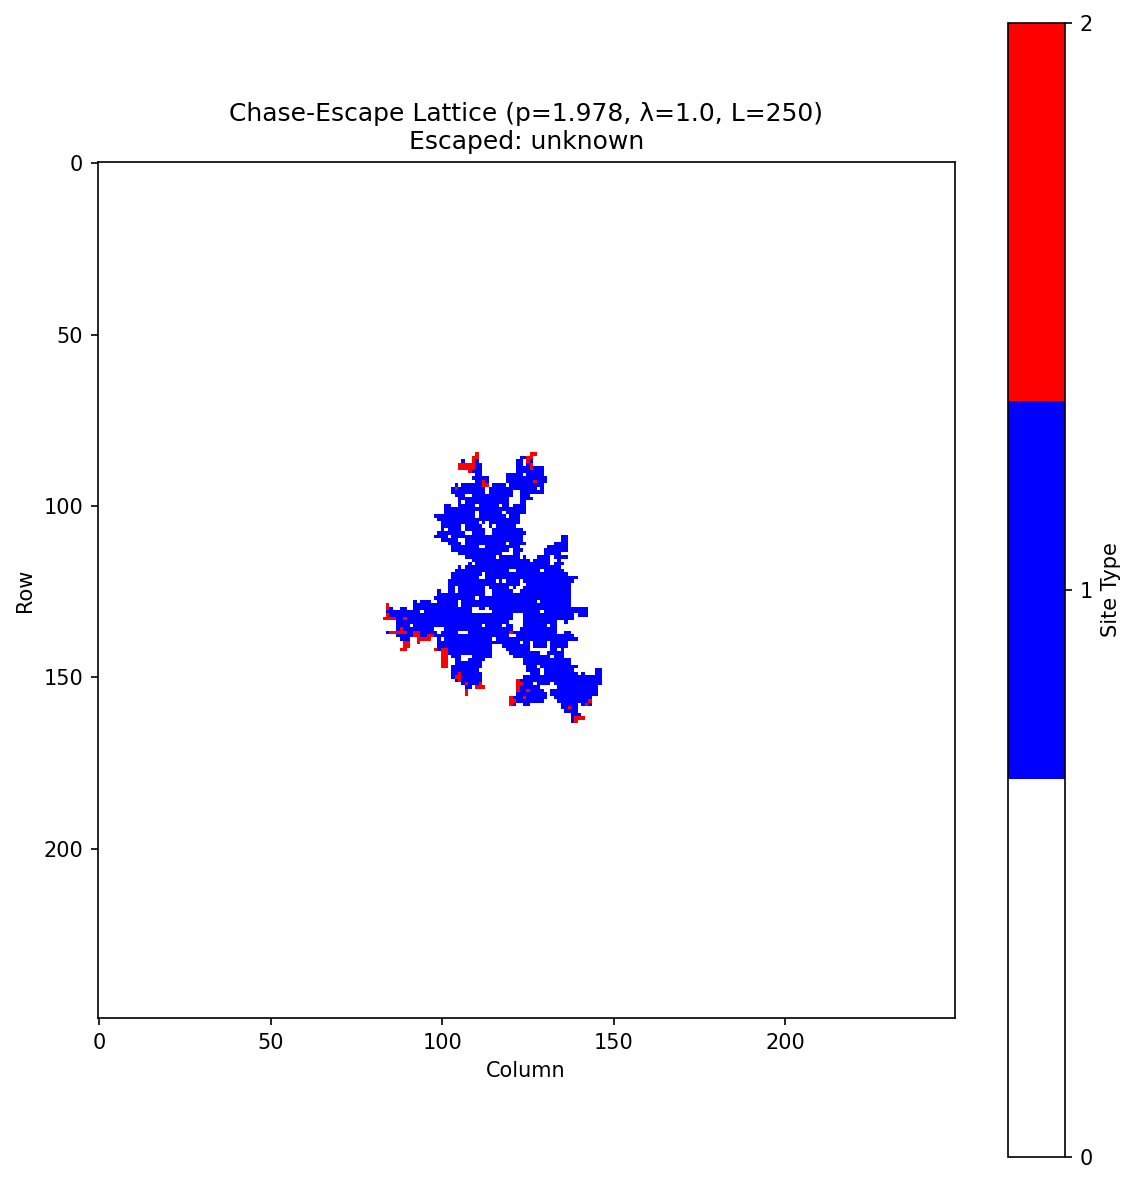 Chase-Escape Lattice (p=1.978, λ=1.0, L=250)
Escaped: unknown
0
50
100
150
200
Row
0
50
100
150
200
Column
2
1
0
Site Type